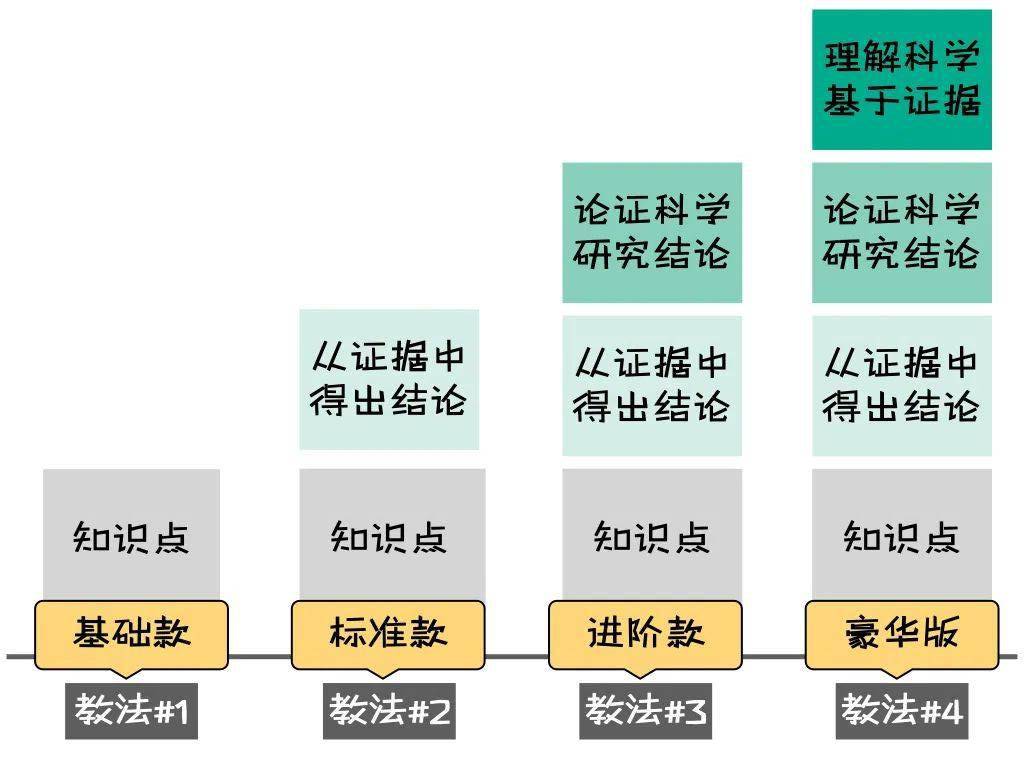 理解科学
基于证据
论证科学
研究结论
论证科学
研究结论
从证据中
得出结论
从证据中
得出结论
从证据中
得出结论
知识点
知识点
知识点
知识点
基础款
标准款
进阶款
豪华版
教法#1
教法#2
教法#3
教法#4